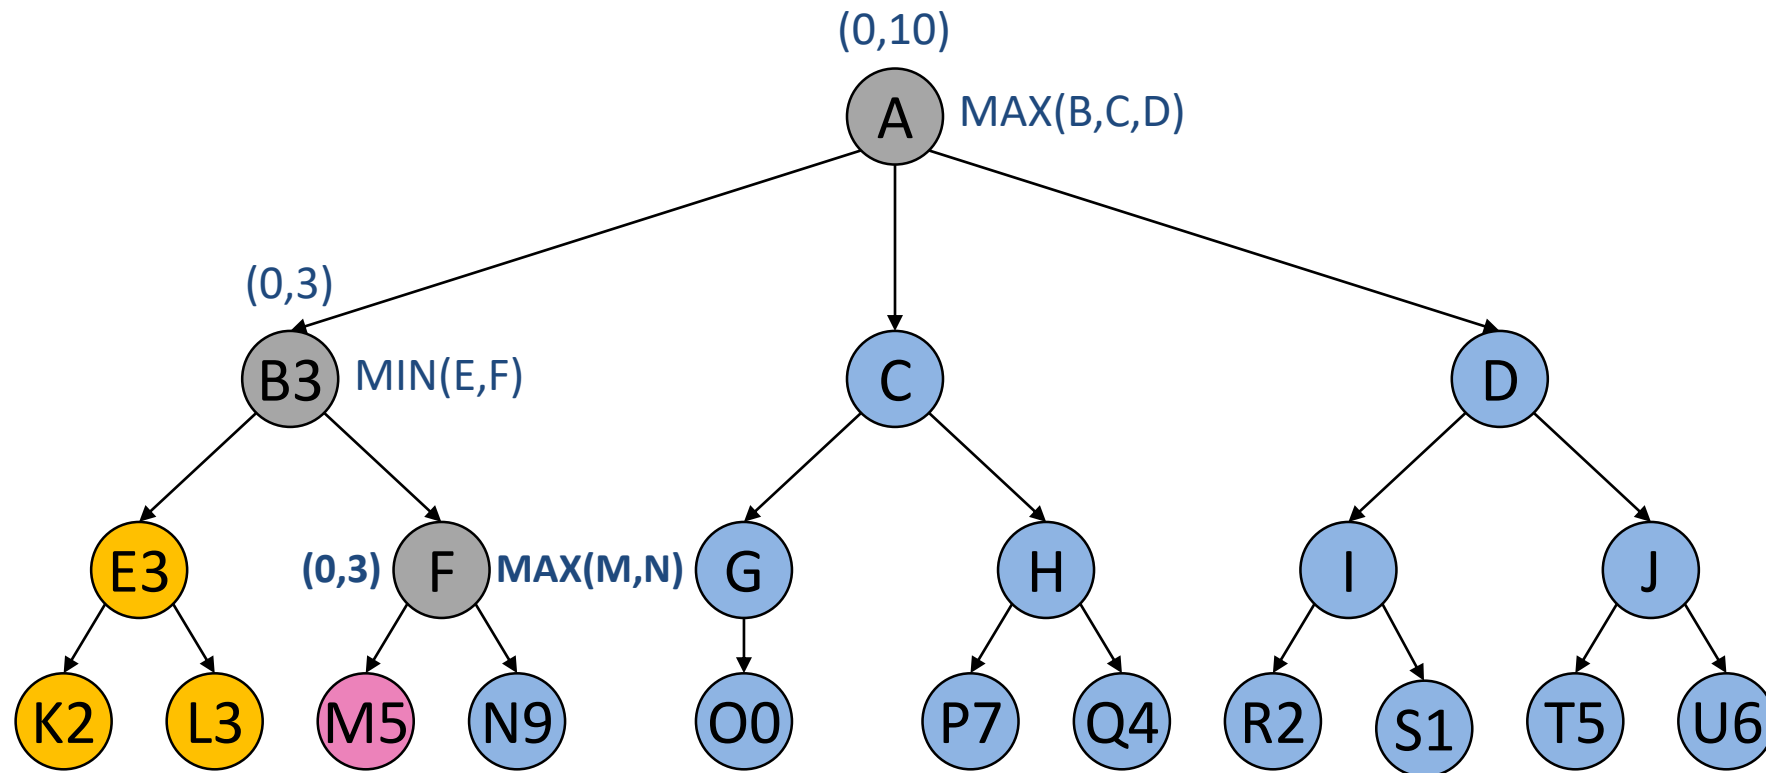 (0,10)
A MAX(B,C,D)
(0,3)
B3 MIN(E,F) C D
E3 (0,3) F MAX(M,N) G H I J
K2 L3 M5 N9 O0 P7 Q4 R2 S1 T5 U6